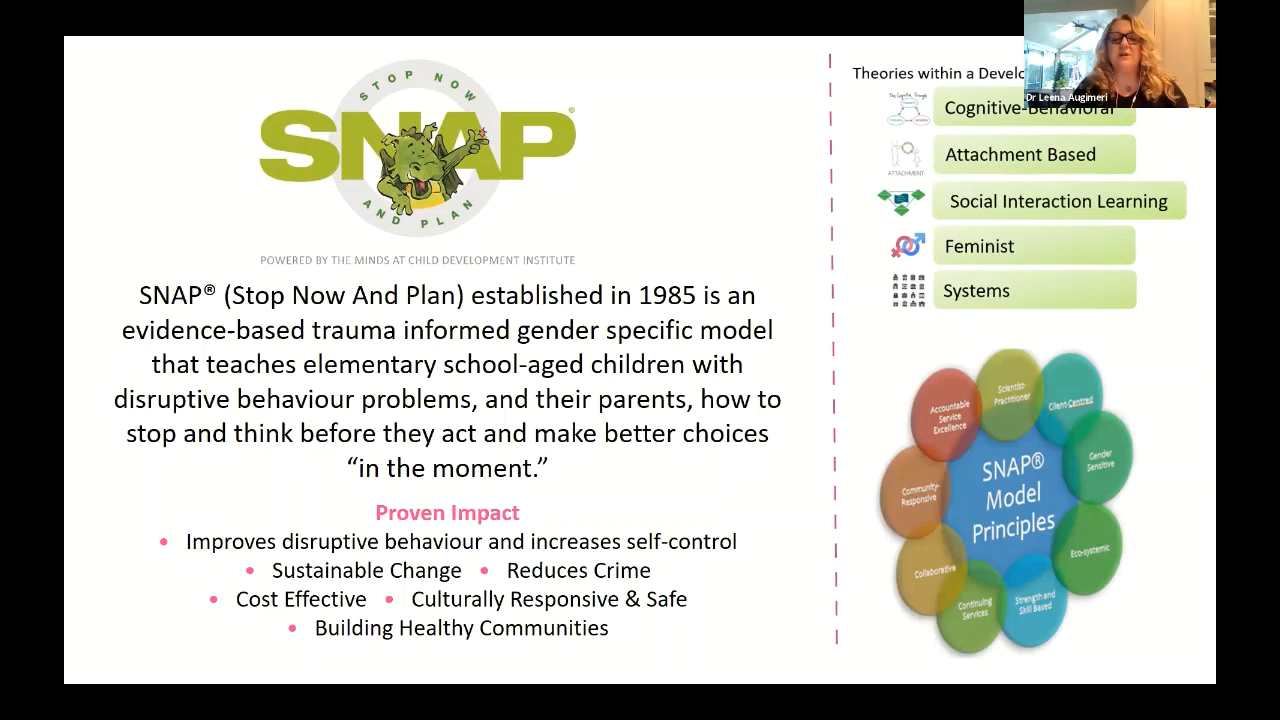 STOP NOW
SNAP®
AND PLAN
POWERED BY THE MINDS AT CHILD DEVELOPMENT INSTITUTE
SNAP® (Stop Now And Plan) established in 1985 is an
evidence-based trauma informed gender specific model
that teaches elementary school-aged children with
disruptive behaviour problems, and their parents, how to
stop and think before they act and make better choices
“in the moment.”
Proven Impact
• Improves disruptive behaviour and increases self-control
• Sustainable Change • Reduces Crime
• Cost Effective • Culturally Responsive & Safe
• Building Healthy Communities
Theories within a
Dr Leena Augimeri
Cognitive-Behavioral
ATTACHMENT
Attachment Based
Social Interaction Learning
Feminist
Systems
SNAP®
Model
Principles
Scientist-
Practitioner
Client-Centred
Gender
Sensitive
Eco-systemic
Strength and
Skill Based
Continuing
Services
Collaborative
Community-
Responsive
Accountable
Service
Excellence